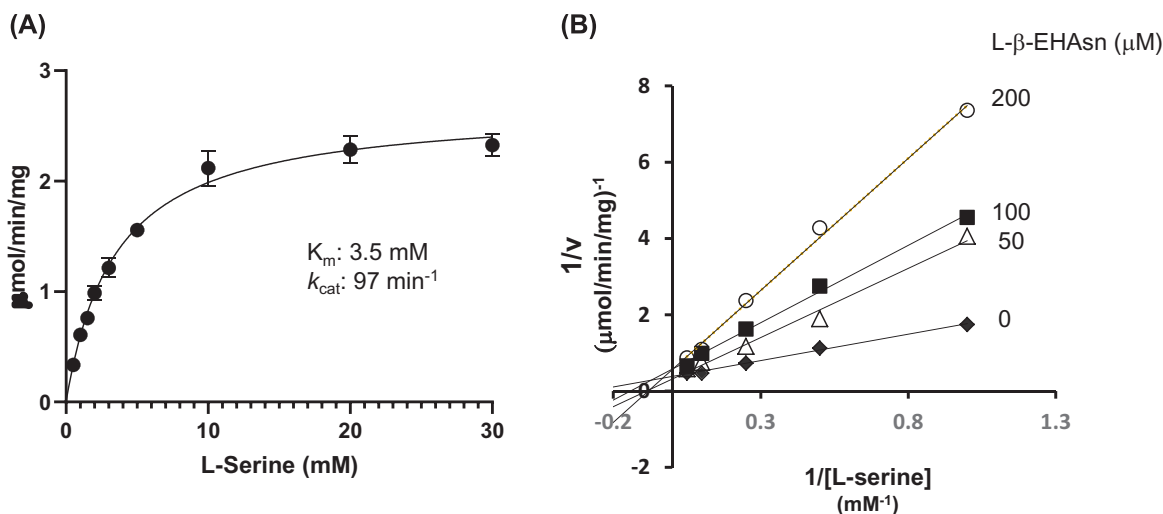 (A)
3
2
1
0
μmol/min/mg
0 10 20 30
L-Serine (mM)
Km: 3.5 mM
kcat: 97 min-1
(B)
L-β-EHAsn (μM)
200
100
50
0
8
6
4
2
0
-2
-0.2 0.3 0.8 1.3
1/v
(μmol/min/mg)-1
1/[L-serine]
(mM-1)